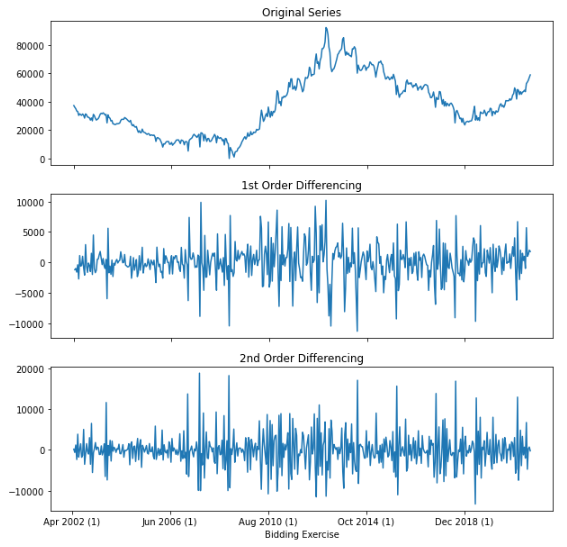 Original Series
80000
60000
40000
20000
0
1st Order Differencing
10000
5000
0
−5000
−10000
2nd Order Differencing
20000
10000
0
−10000
Apr 2002 (1) Jun 2006 (1) Aug 2010 (1) Oct 2014 (1) Dec 2018 (1)
Bidding Exercise